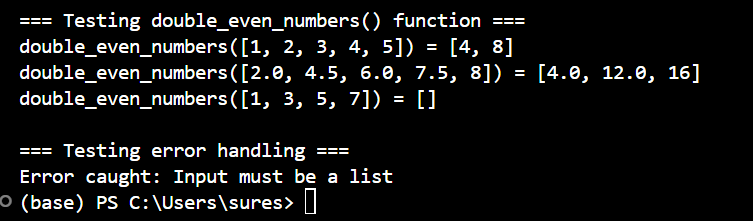 === Testing double_even_numbers() function ===
double_even_numbers([1, 2, 3, 4, 5]) = [4, 8]
double_even_numbers([2.0, 4.5, 6.0, 7.5, 8]) = [4.0, 12.0, 16]
double_even_numbers([1, 3, 5, 7]) = []
=== Testing error handling ===
Error caught: Input must be a list
(base) PS C:\Users\sures>